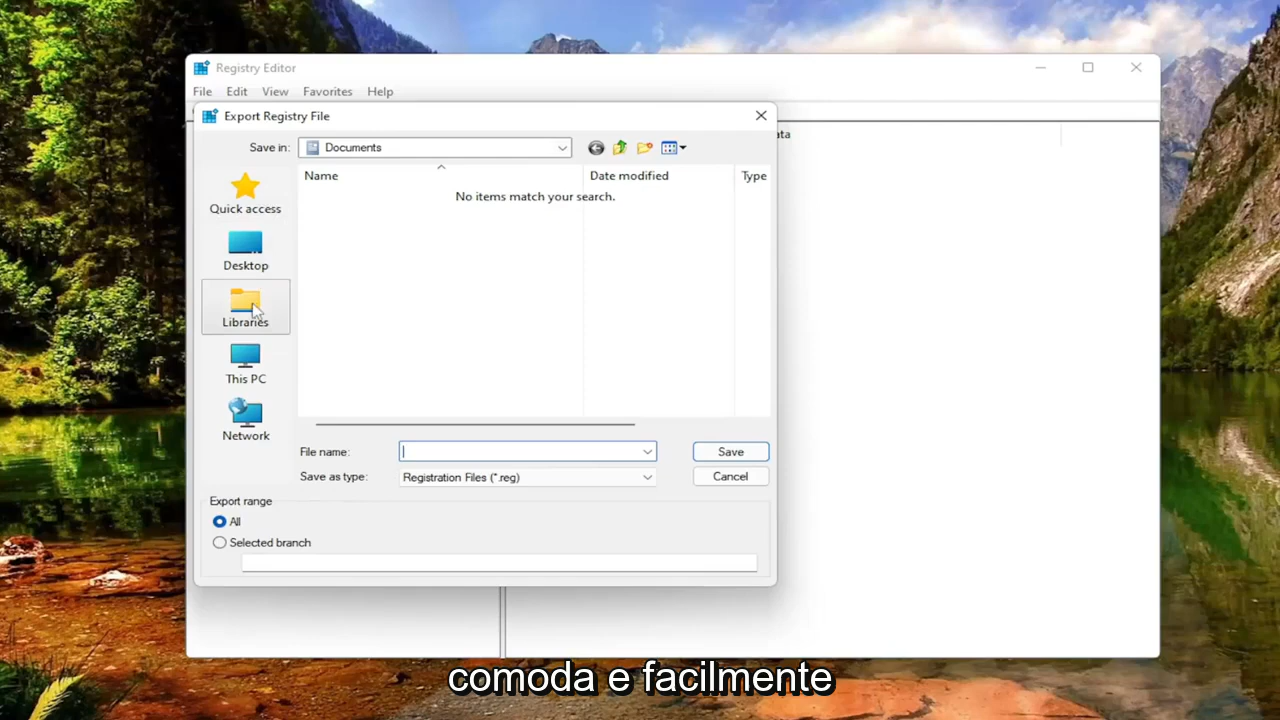 Registry Editor
File Edit View Favorites Help
Export Registry File
Save in: Documents
ata
Name Date modified Type
No items match your search.
Quick access
Desktop
Libraries
This PC
Network
File name: Save
Save as type: Registration Files (*.reg) Cancel
Export range
All
Selected branch
comoda e facilmente